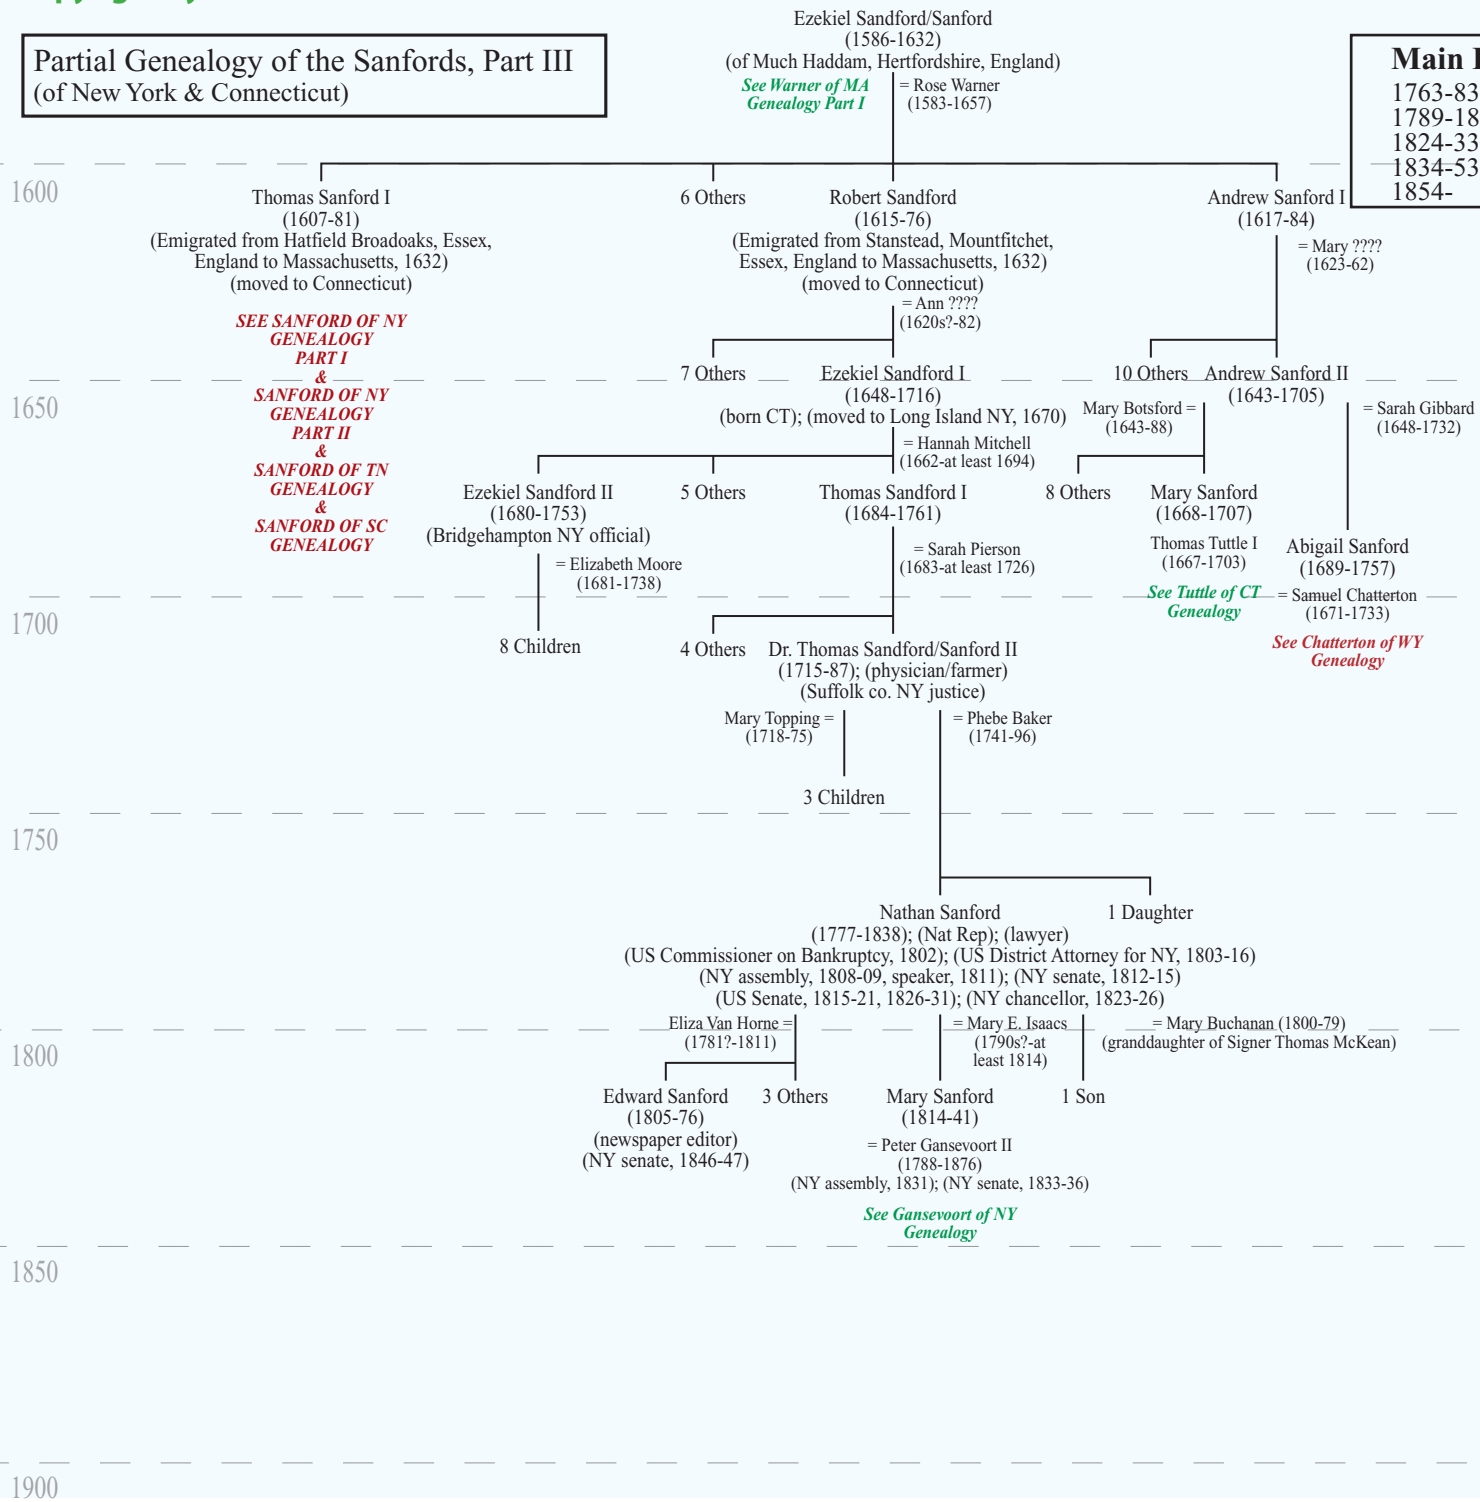 Partial Genealogy of the Sanfords, Part III
(of New York & Connecticut)
Ezekiel Sandford/Sanford
(1586-1632)
(of Much Haddam, Hertfordshire, England)
See Warner of MA
Genealogy Part I
= Rose Warner
(1583-1657)
Main
1763-83
1789-18
1824-33
1834-53
1854-
1600
Thomas Sanford I
(1607-81)
(Emigrated from Hatfield Broadoaks, Essex,
England to Massachusetts, 1632)
(moved to Connecticut)
SEE SANFORD OF NY
GENEALOGY
PART I
&
SANFORD OF NY
GENEALOGY
PART II
&
SANFORD OF TN
GENEALOGY
&
SANFORD OF SC
GENEALOGY
6 Others
Robert Sandford
(1615-76)
(Emigrated from Stanstead, Mountfitchet,
Essex, England to Massachusetts, 1632)
(moved to Connecticut)
= Ann ????
(1620s?-82)
Andrew Sanford I
(1617-84)
= Mary ????
(1623-62)
7 Others
Ezekiel Sandford I
(1648-1716)
(born CT); (moved to Long Island NY, 1670)
= Hannah Mitchell
(1662-at least 1694)
10 Others
Andrew Sanford II
(1643-1705)
Mary Botsford =
(1643-88)
= Sarah Gibbard
(1648-1732)
1650
Ezekiel Sandford II
(1680-1753)
(Bridgehampton NY official)
= Elizabeth Moore
(1681-1738)
5 Others
Thomas Sandford I
(1684-1761)
= Sarah Pierson
(1683-at least 1726)
8 Others
Mary Sanford
(1668-1707)
Thomas Tuttle I
(1667-1703)
See Tuttle of CT
Genealogy
Abigail Sanford
(1689-1757)
= Samuel Chatterton
(1671-1733)
See Chatterton of WY
Genealogy
1700
8 Children
4 Others
Dr. Thomas Sandford/Sanford II
(1715-87); (physician/farmer)
(Suffolk co. NY justice)
Mary Topping =
(1718-75)
= Phebe Baker
(1741-96)
3 Children
1750
Nathan Sanford
(1777-1838); (Nat Rep); (lawyer)
(US Commissioner on Bankruptcy, 1802); (US District Attorney for NY, 1803-16)
(NY assembly, 1808-09, speaker, 1811); (NY senate, 1812-15)
(US Senate, 1815-21, 1826-31); (NY chancellor, 1823-26)
1 Daughter
Eliza Van Horne =
(1781?-1811)
= Mary E. Isaacs
(1790s?-at
least 1814)
= Mary Buchanan (1800-79)
(granddaughter of Signer Thomas McKean)
1800
Edward Sanford
(1805-76)
(newspaper editor)
(NY senate, 1846-47)
3 Others
Mary Sanford
(1814-41)
= Peter Gansevoort II
(1788-1876)
(NY assembly, 1831); (NY senate, 1833-36)
See Gansevoort of NY
Genealogy
1 Son
1850
1900